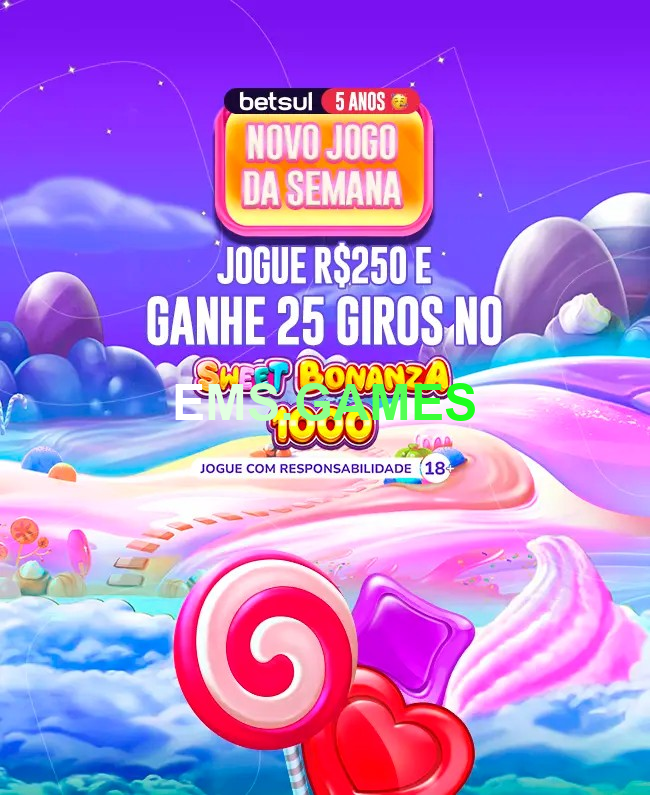 betsul 5 ANOS 🥳
NOVO JOGO
DA SEMANA
JOGUE R$250 E
GANHE 25 GIROS NO
SWEET BONANZA
EMS GAMES
1000
JOGUE COM RESPONSABILIDADE 18+